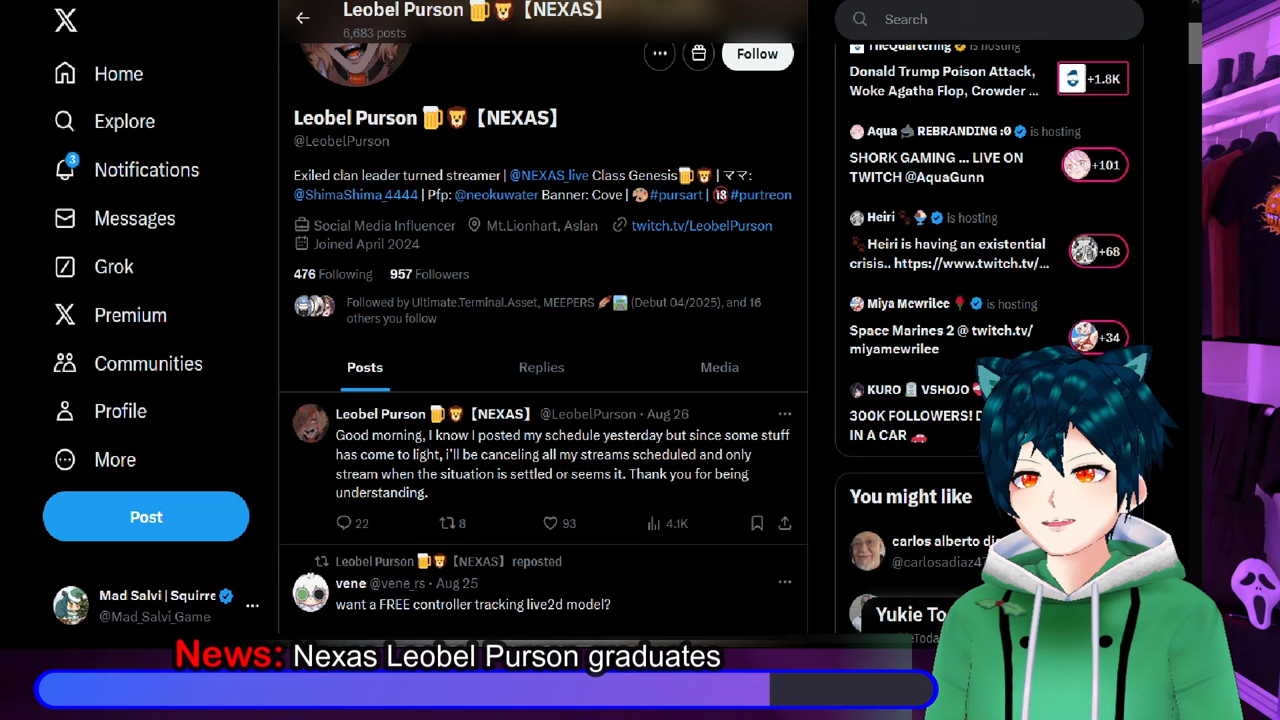 Home
Explore
3
Notifications
Messages
Grok
Premium
Communities
Profile
More
Post
Mad Salvi | Squirre
@Mad_Salvi_Game
Leobel Purson 🍺🦁【NEXAS】
6,683 posts
Follow
Leobel Purson 🍺🦁【NEXAS】
@LeobelPurson
Exiled clan leader turned streamer | @NEXAS_live Class Genesis🍺🦁 | ママ:
@ShimaShima_4444 | Pfp: @neokuwater Banner: Cove | 🎨#pursart | 🔞#purtreon
Social Media Influencer Mt.Lionhart, Aslan twitch.tv/LeobelPurson
Joined April 2024
476 Following 957 Followers
Followed by Ultimate.Terminal.Asset, MEEPERS (Debut 04/2025), and 16
others you follow
Posts Replies Media
Leobel Purson 🍺🦁【NEXAS】 @LeobelPurson · Aug 26
Good morning, I know I posted my schedule yesterday but since some stuff
has come to light, i'll be canceling all my streams scheduled and only
stream when the situation is settled or seems it. Thank you for being
understanding.
22 8 93 4.1K
Leobel Purson 🍺🦁【NEXAS】 reposted
vene @vene_rs · Aug 25
want a FREE controller tracking live2d model?
Search
TheQuartering is hosting
Donald Trump Poison Attack,
Woke Agatha Flop, Crowder ...
+1.8K
Aqua REBRANDING :0 is hosting
SHORK GAMING ... LIVE ON
TWITCH @AquaGunn
+101
Heiri is hosting
🐾Heiri is having an existential
crisis.. https://www.twitch.tv/...
+68
Miya Mewrilee 🌹 is hosting
Space Marines 2 @ twitch.tv/
miyamewrilee
+34
KURO VSHOJO
300K FOLLOWERS!
IN A CAR 🚗
You might like
carlos alberto
@carlosadiaz4
Yukie To
News: Nexas Leobel Purson graduates